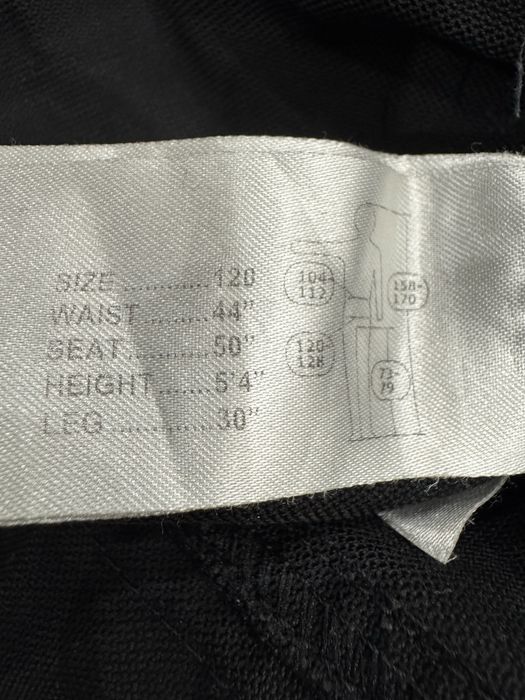 SIZE............120
WAIST.........44"
SEAT...........50"
HEIGHT.......5'4"
LEG..............30"
104-
112
158-
170
120-
128
73-
79